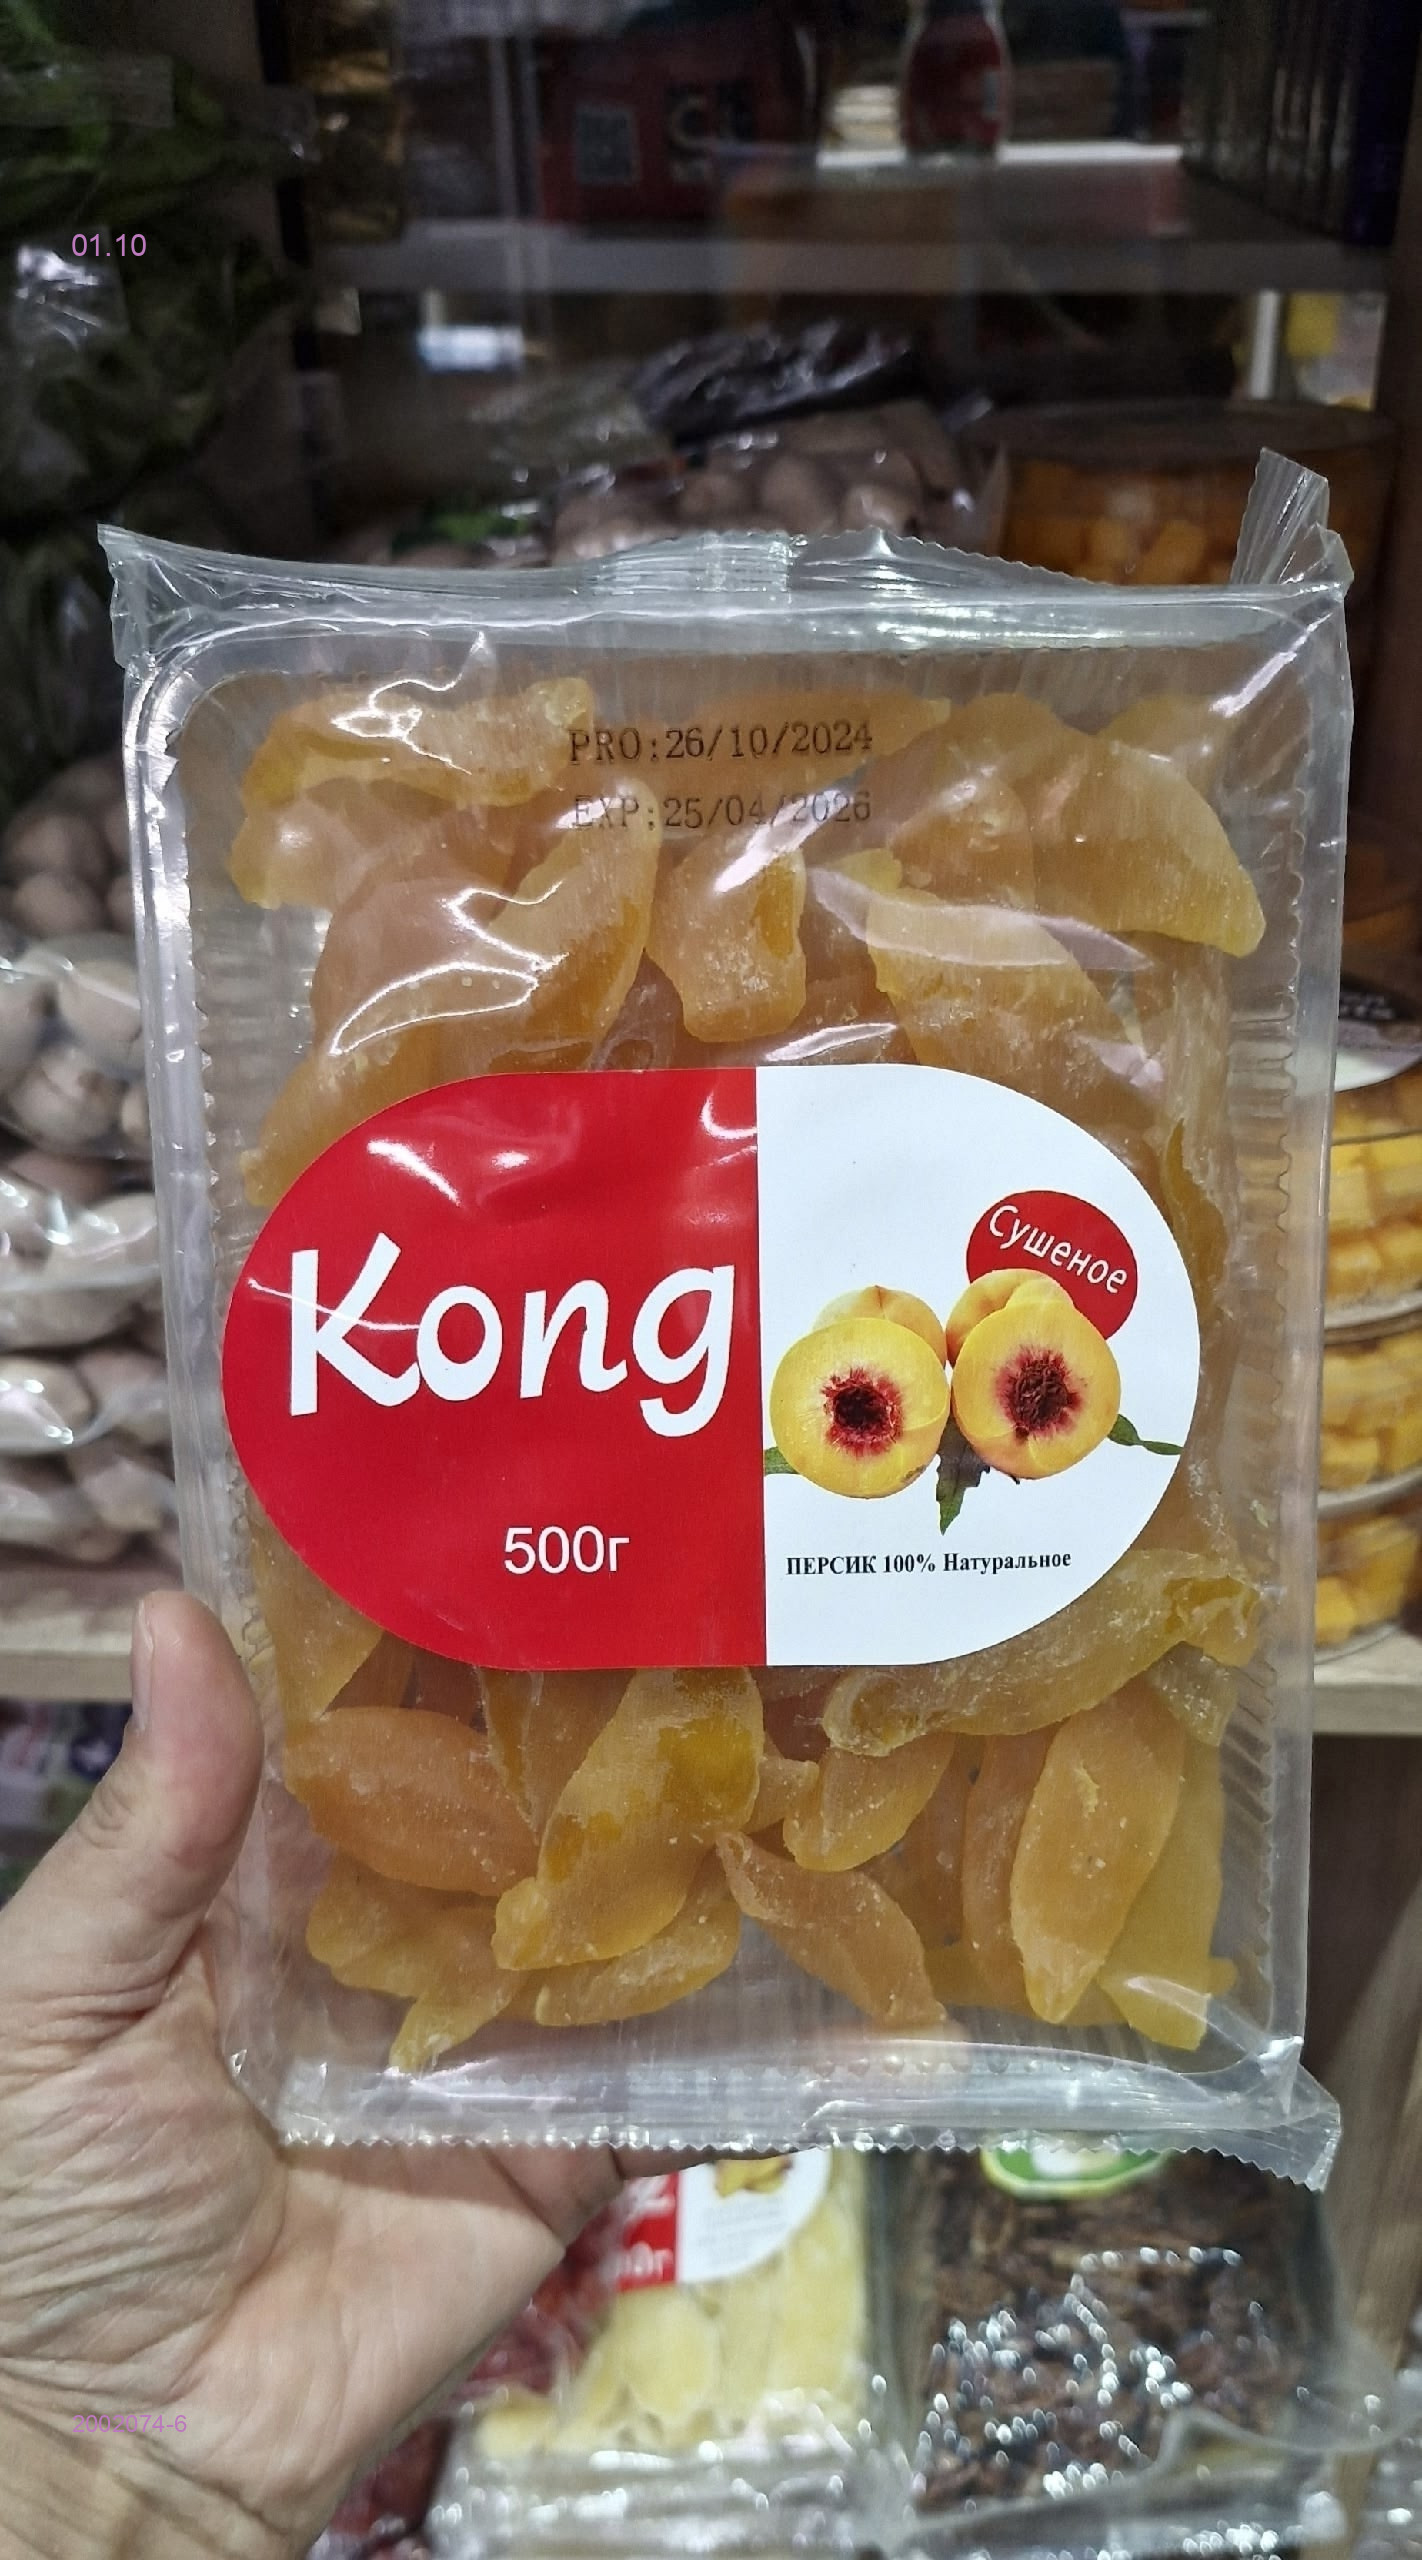 01.10
PRO:26/10/2024
EXP:25/04/2026
Сушеное
Kong
500г
ПЕРСИК 100% Натуральное
2002074-6